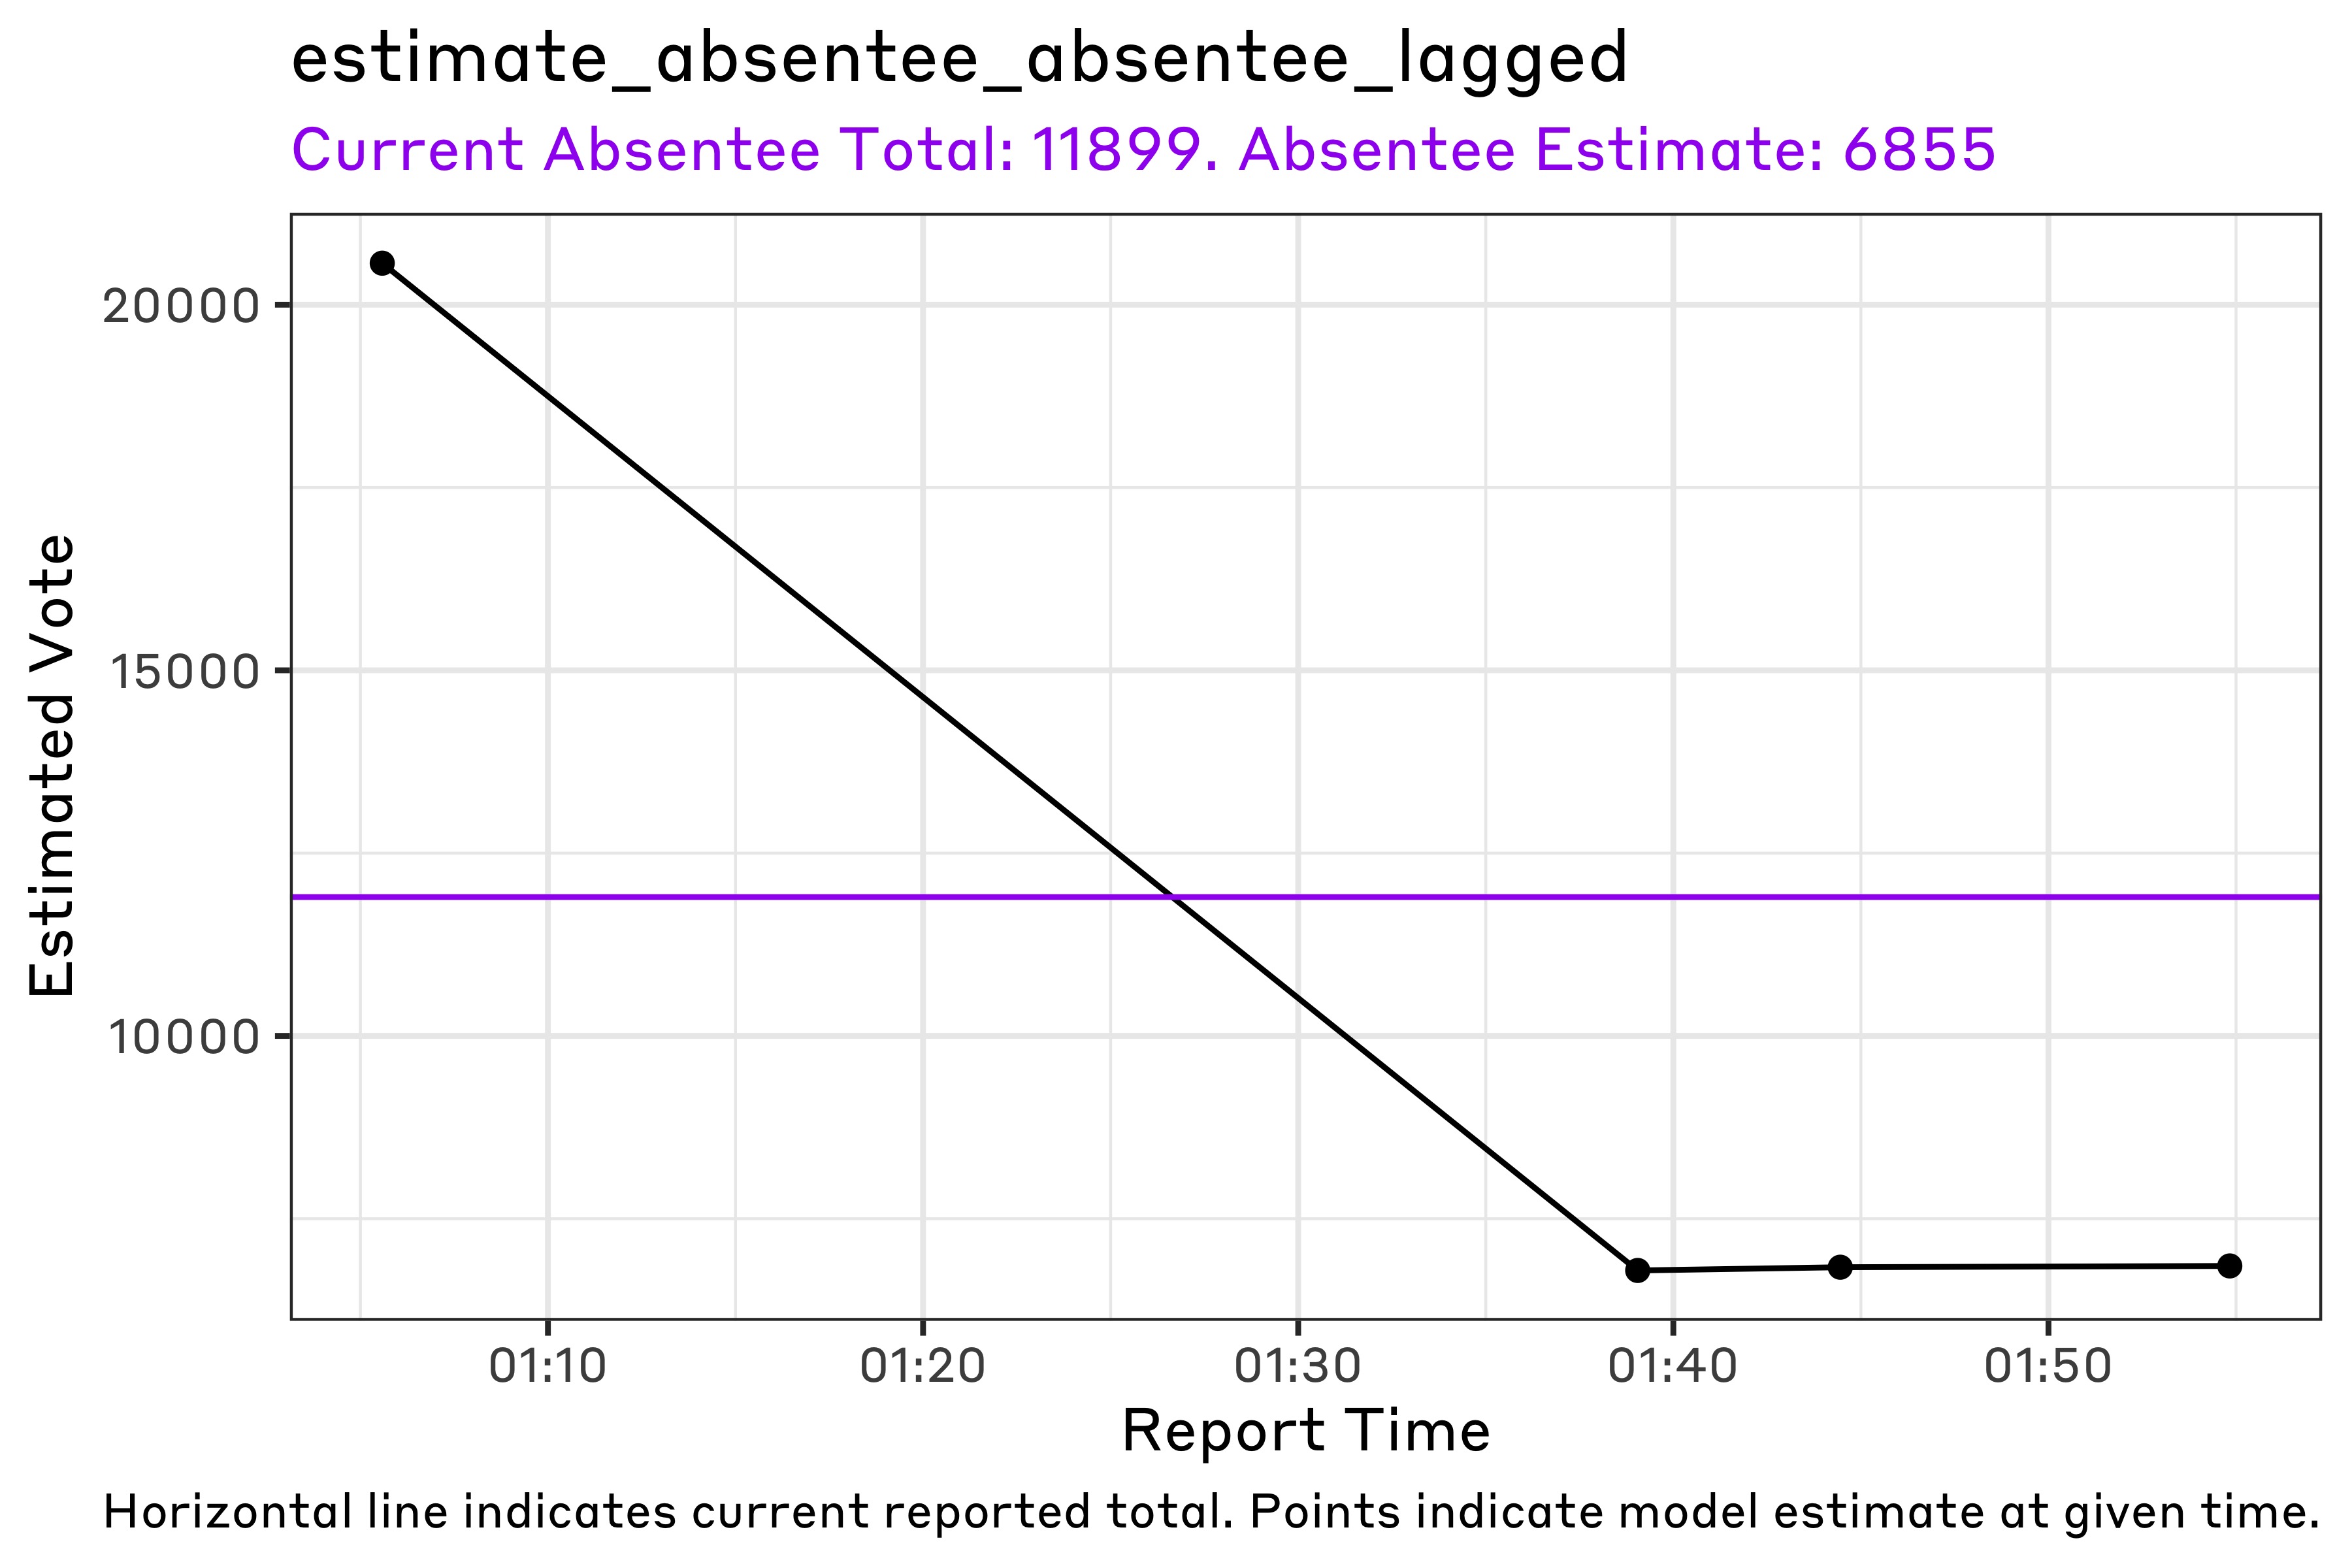 estimate_absentee_absentee_lagged
Current Absentee Total: 11899. Absentee Estimate: 6855
Estimated Vote
20000
15000
10000
01:10 01:20 01:30 01:40 01:50
Report Time
Horizontal line indicates current reported total. Points indicate model estimate at given time.